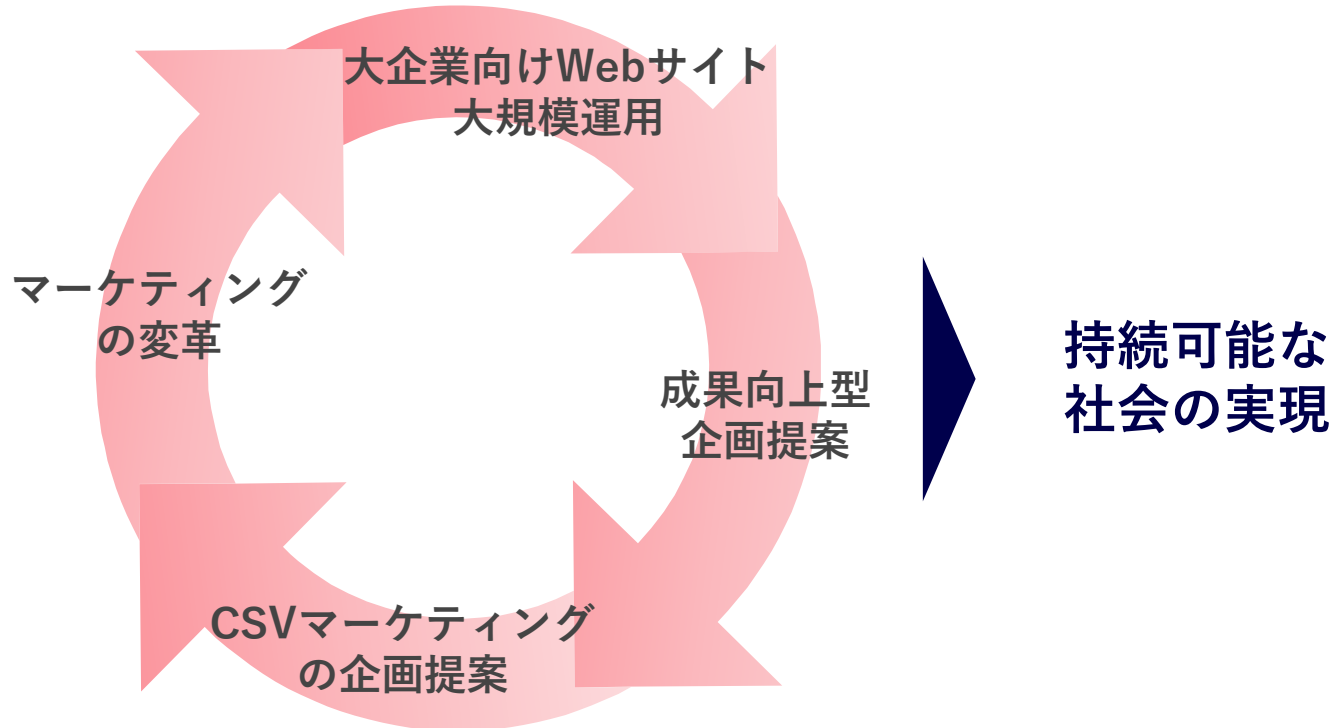 大企業向けWebサイト
大規模運用
成果向上型
企画提案
CSVマーケティング
の企画提案
マーケティング
の変革
持続可能な
社会の実現